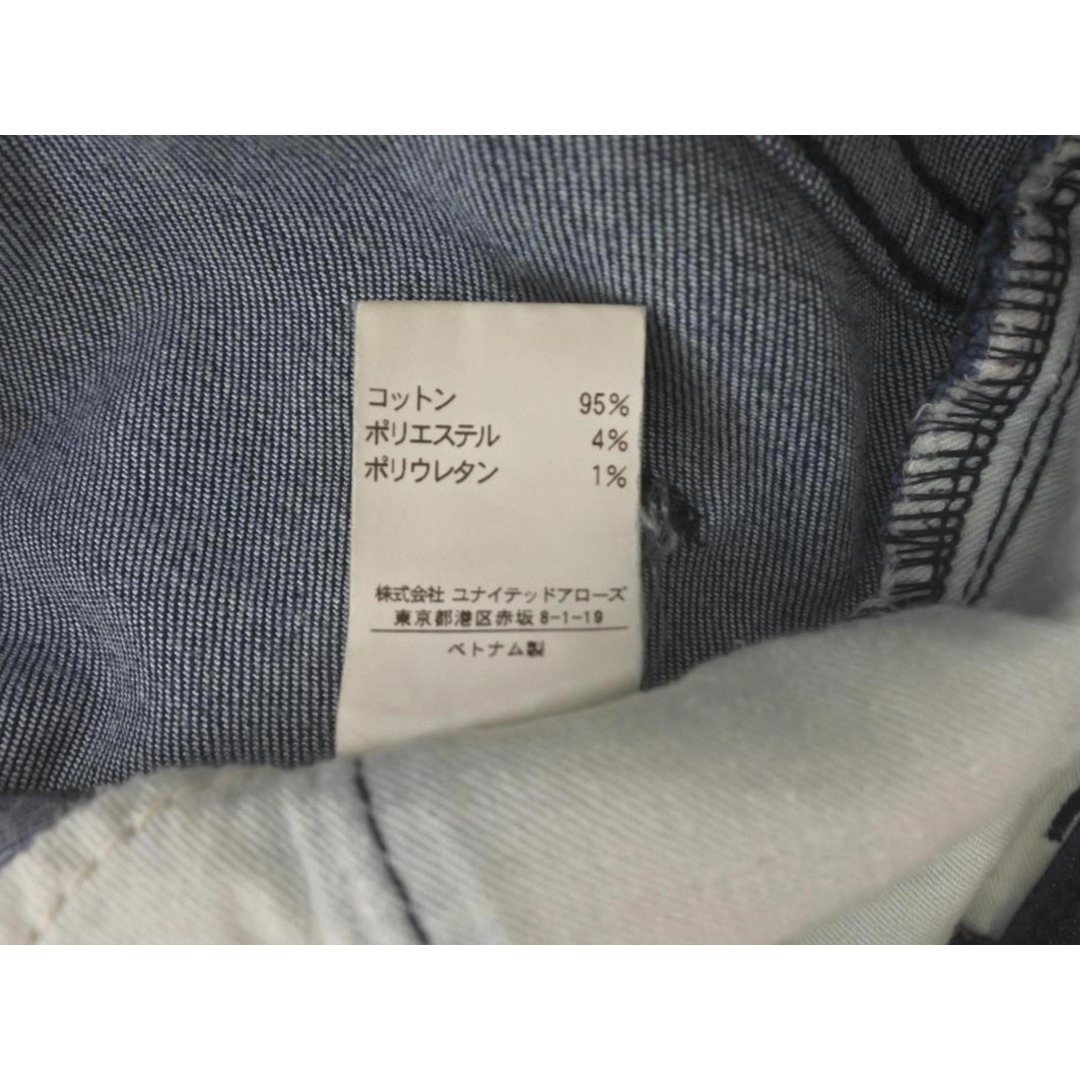 コットン 95%
ポリエステル 4%
ポリウレタン 1%
株式会社 ユナイテッドアローズ
東京都港区赤坂 8-1-19
ベトナム製